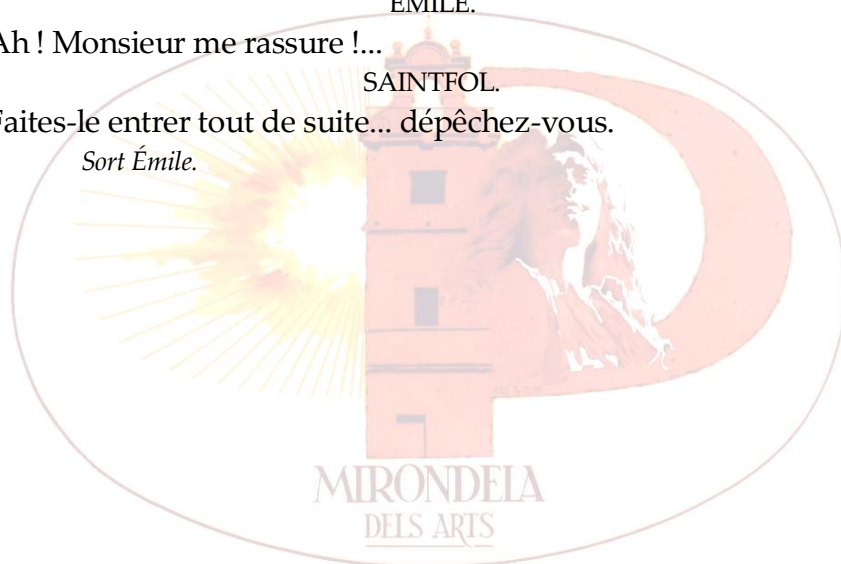 ÉMILE.
Ah ! Monsieur me rassure !...
SAINTFOL.
Faites-le entrer tout de suite... dépêchez-vous.
Sort Émile.
MIRONDELA
DELS ARTS